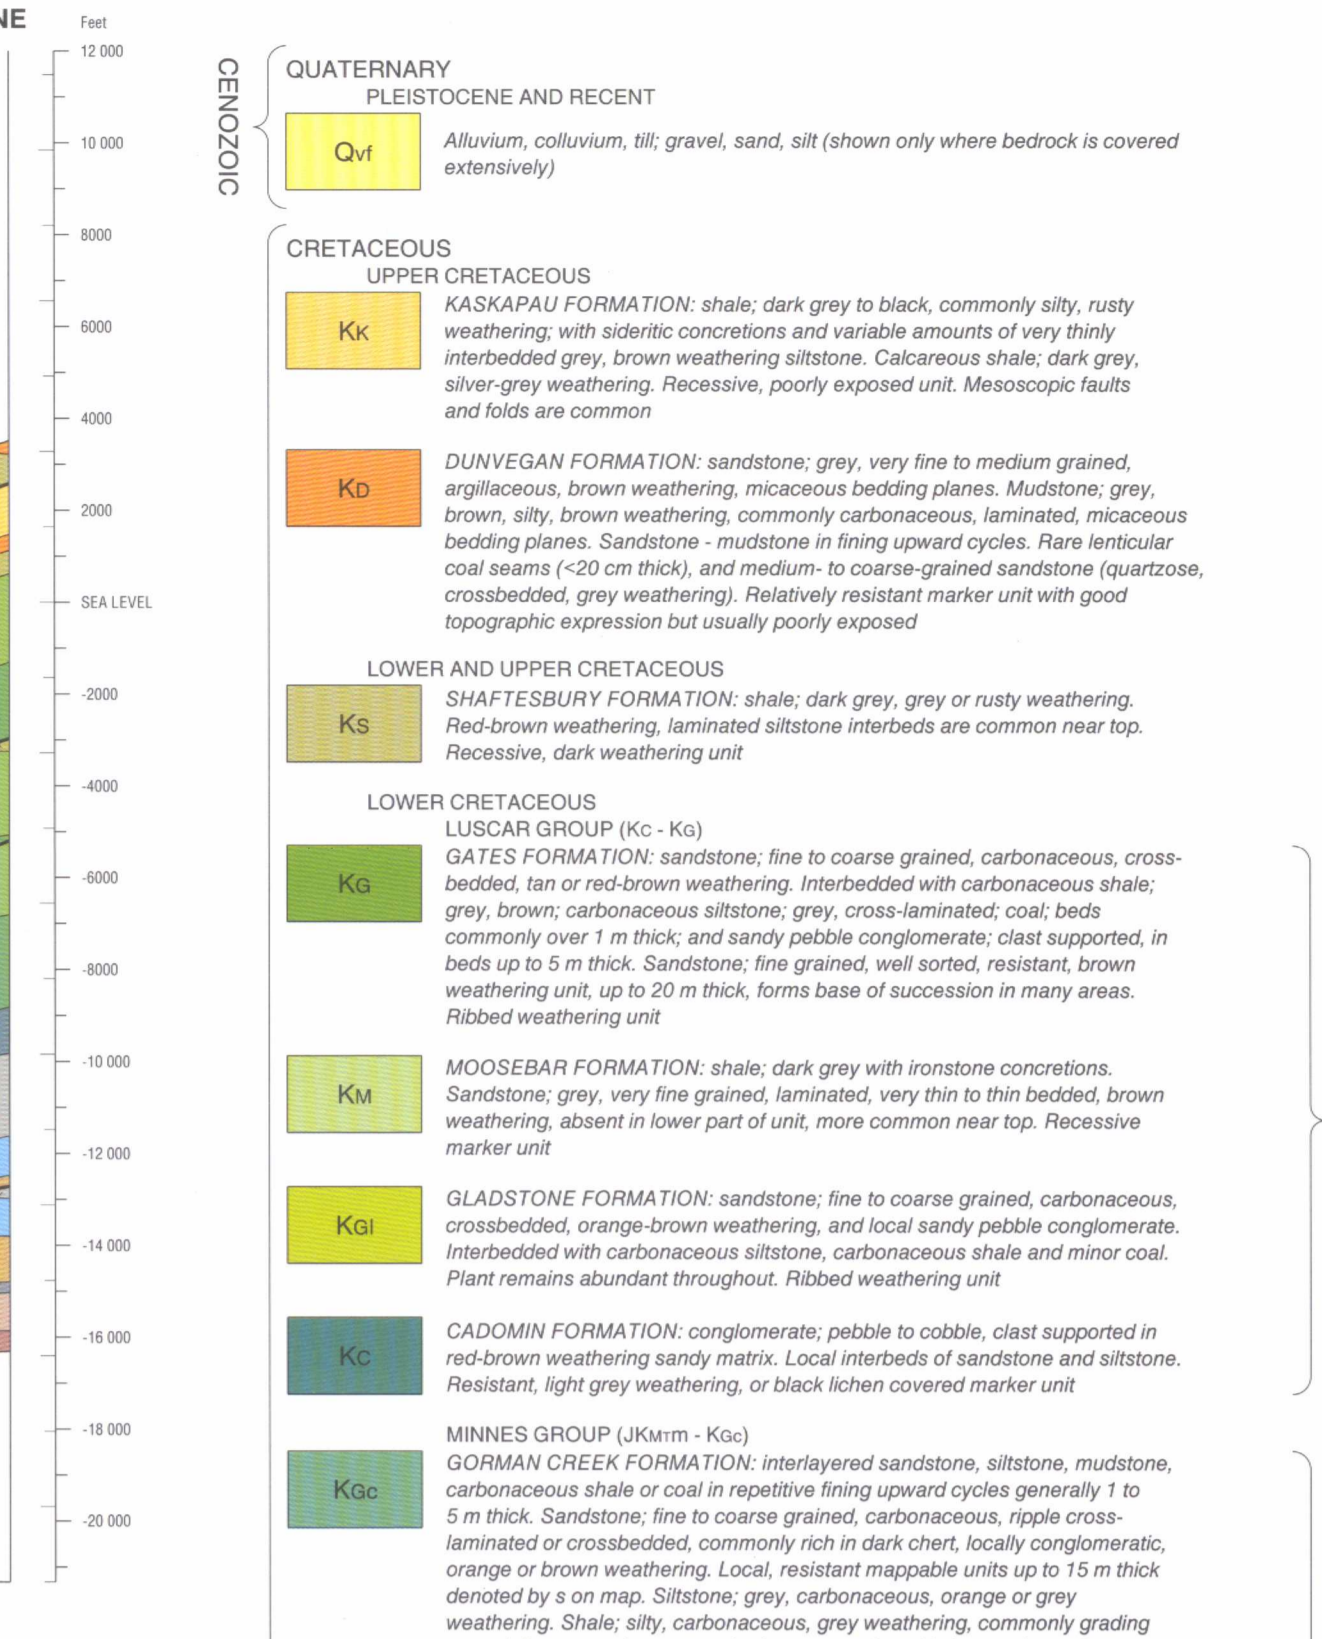 NE
Feet
12 000
10 000
8000
6000
4000
2000
SEA LEVEL
-2000
-4000
-6000
-8000
-10 000
-12 000
-14 000
-16 000
-18 000
-20 000
CENOZOIC
QUATERNARY
PLEISTOCENE AND RECENT
Qvf
Alluvium, colluvium, till; gravel, sand, silt (shown only where bedrock is covered
extensively)
CRETACEOUS
UPPER CRETACEOUS
KK
KASKAPAU FORMATION: shale; dark grey to black, commonly silty, rusty
weathering; with sideritic concretions and variable amounts of very thinly
interbedded grey, brown weathering siltstone. Calcareous shale; dark grey,
silver-grey weathering. Recessive, poorly exposed unit. Mesoscopic faults
and folds are common
KD
DUNVEGAN FORMATION: sandstone; grey, very fine to medium grained,
argillaceous, brown weathering, micaceous bedding planes. Mudstone; grey,
brown, silty, brown weathering, commonly carbonaceous, laminated, micaceous
bedding planes. Sandstone - mudstone in fining upward cycles. Rare lenticular
coal seams (<20 cm thick), and medium- to coarse-grained sandstone (quartzose,
crossbedded, grey weathering). Relatively resistant marker unit with good
topographic expression but usually poorly exposed
LOWER AND UPPER CRETACEOUS
KS
SHAFTESBURY FORMATION: shale; dark grey, grey or rusty weathering.
Red-brown weathering, laminated siltstone interbeds are common near top.
Recessive, dark weathering unit
LOWER CRETACEOUS
LUSCAR GROUP (KC - KG)
KG
GATES FORMATION: sandstone; fine to coarse grained, carbonaceous, cross-
bedded, tan or red-brown weathering. Interbedded with carbonaceous shale;
grey, brown; carbonaceous siltstone; grey, cross-laminated; coal; beds
commonly over 1 m thick; and sandy pebble conglomerate; clast supported, in
beds up to 5 m thick. Sandstone; fine grained, well sorted, resistant, brown
weathering unit, up to 20 m thick, forms base of succession in many areas.
Ribbed weathering unit
KM
MOOSEBAR FORMATION: shale; dark grey with ironstone concretions.
Sandstone; grey, very fine grained, laminated, very thin to thin bedded, brown
weathering, absent in lower part of unit, more common near top. Recessive
marker unit
KGl
GLADSTONE FORMATION: sandstone; fine to coarse grained, carbonaceous,
crossbedded, orange-brown weathering, and local sandy pebble conglomerate.
Interbedded with carbonaceous siltstone, carbonaceous shale and minor coal.
Plant remains abundant throughout. Ribbed weathering unit
KC
CADOMIN FORMATION: conglomerate; pebble to cobble, clast supported in
red-brown weathering sandy matrix. Local interbeds of sandstone and siltstone.
Resistant, light grey weathering, or black lichen covered marker unit
MINNES GROUP (JKMTm - KGc)
KGc
GORMAN CREEK FORMATION: interlayered sandstone, siltstone, mudstone,
carbonaceous shale or coal in repetitive fining upward cycles generally 1 to
5 m thick. Sandstone; fine to coarse grained, carbonaceous, ripple cross-
laminated or crossbedded, commonly rich in dark chert, locally conglomeratic,
orange or brown weathering. Local, resistant mappable units up to 15 m thick
denoted by s on map. Siltstone; grey, carbonaceous, orange or grey
weathering. Shale; silty, carbonaceous, grey weathering, commonly grading